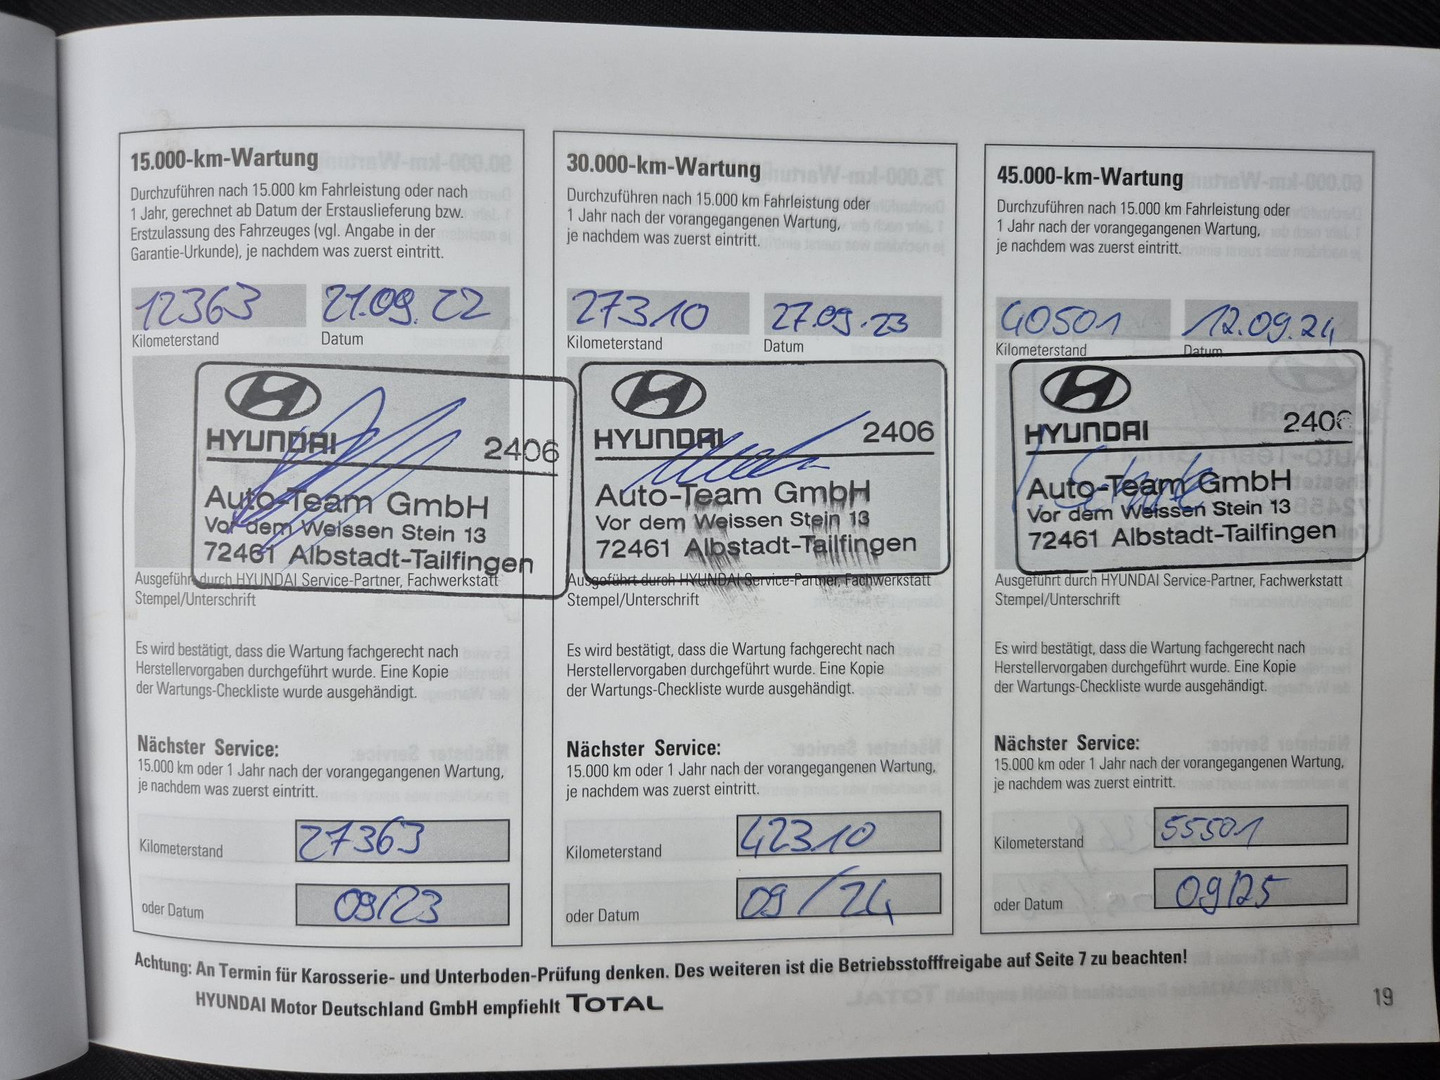 15.000-km-Wartung
Durchzuführen nach 15.000 km Fahrleistung oder nach
1 Jahr, gerechnet ab Datum der Erstauslieferung bzw.
Erstzulassung des Fahrzeuges (vgl. Angabe in der
Garantie-Urkunde), je nachdem was zuerst eintritt.
12363 21.09.22
Kilometerstand Datum
HYUNDAI 2406
Auto-Team GmbH
Vor dem Weissen Stein 13
72461 Albstadt-Tailfingen
Ausgeführt durch HYUNDAI Service-Partner, Fachwerkstatt
Stempel/Unterschrift
Es wird bestätigt, dass die Wartung fachgerecht nach
Herstellervorgaben durchgeführt wurde. Eine Kopie
der Wartungs-Checkliste wurde ausgehändigt.
Nächster Service:
15.000 km oder 1 Jahr nach der vorangegangenen Wartung,
je nachdem was zuerst eintritt.
Kilometerstand 27363
oder Datum 09/23
30.000-km-Wartung
Durchzuführen nach 15.000 km Fahrleistung oder
1 Jahr nach der vorangegangenen Wartung,
je nachdem was zuerst eintritt.
27310 27.09.23
Kilometerstand Datum
HYUNDAI 2406
Auto-Team GmbH
Vor dem Weissen Stein 13
72461 Albstadt-Tailfingen
Ausgeführt durch HYUNDAI Service-Partner, Fachwerkstatt
Stempel/Unterschrift
Es wird bestätigt, dass die Wartung fachgerecht nach
Herstellervorgaben durchgeführt wurde. Eine Kopie
der Wartungs-Checkliste wurde ausgehändigt.
Nächster Service:
15.000 km oder 1 Jahr nach der vorangegangenen Wartung,
je nachdem was zuerst eintritt.
Kilometerstand 42310
oder Datum 09/24
45.000-km-Wartung
Durchzuführen nach 15.000 km Fahrleistung oder
1 Jahr nach der vorangegangenen Wartung,
je nachdem was zuerst eintritt.
40501 12.09.24
Kilometerstand Datum
HYUNDAI 2406
Auto-Team GmbH
Vor dem Weissen Stein 13
72461 Albstadt-Tailfingen
Ausgeführt durch HYUNDAI Service-Partner, Fachwerkstatt
Stempel/Unterschrift
Es wird bestätigt, dass die Wartung fachgerecht nach
Herstellervorgaben durchgeführt wurde. Eine Kopie
der Wartungs-Checkliste wurde ausgehändigt.
Nächster Service:
15.000 km oder 1 Jahr nach der vorangegangenen Wartung,
je nachdem was zuerst eintritt.
Kilometerstand 55501
oder Datum 09/25
Achtung: An Termin für Karosserie- und Unterboden-Prüfung denken. Des weiteren ist die Betriebsstofffreigabe auf Seite 7 zu beachten!
HYUNDAI Motor Deutschland GmbH empfiehlt TOTAL
19